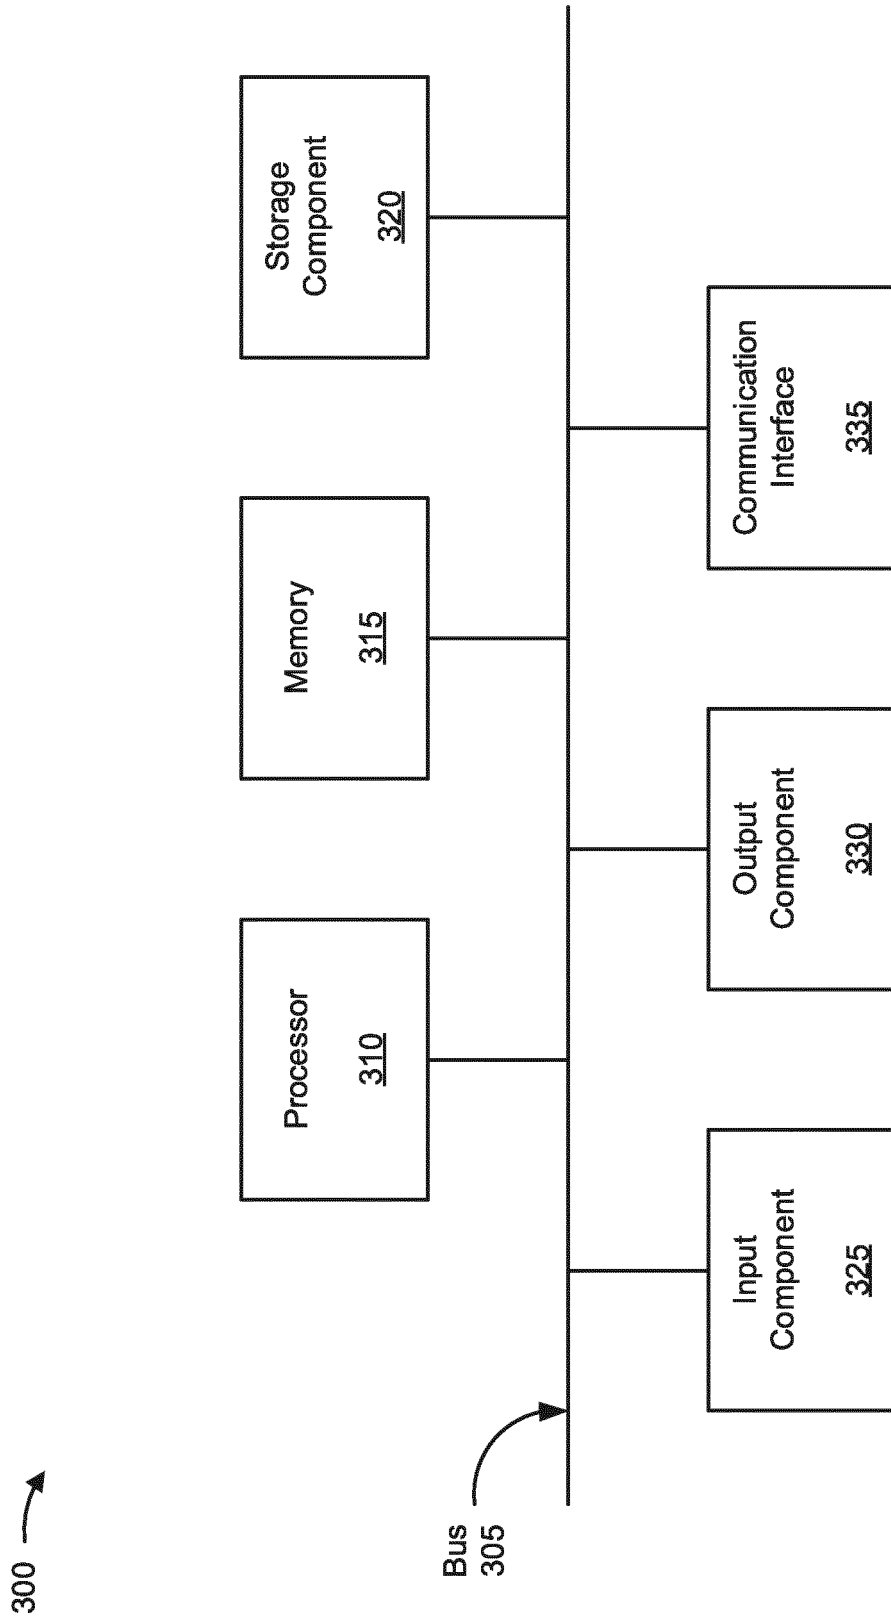 300
Processor
310
Memory
315
Storage
Component
320
Bus
305
Input
Component
325
Output
Component
330
Communication
Interface
335